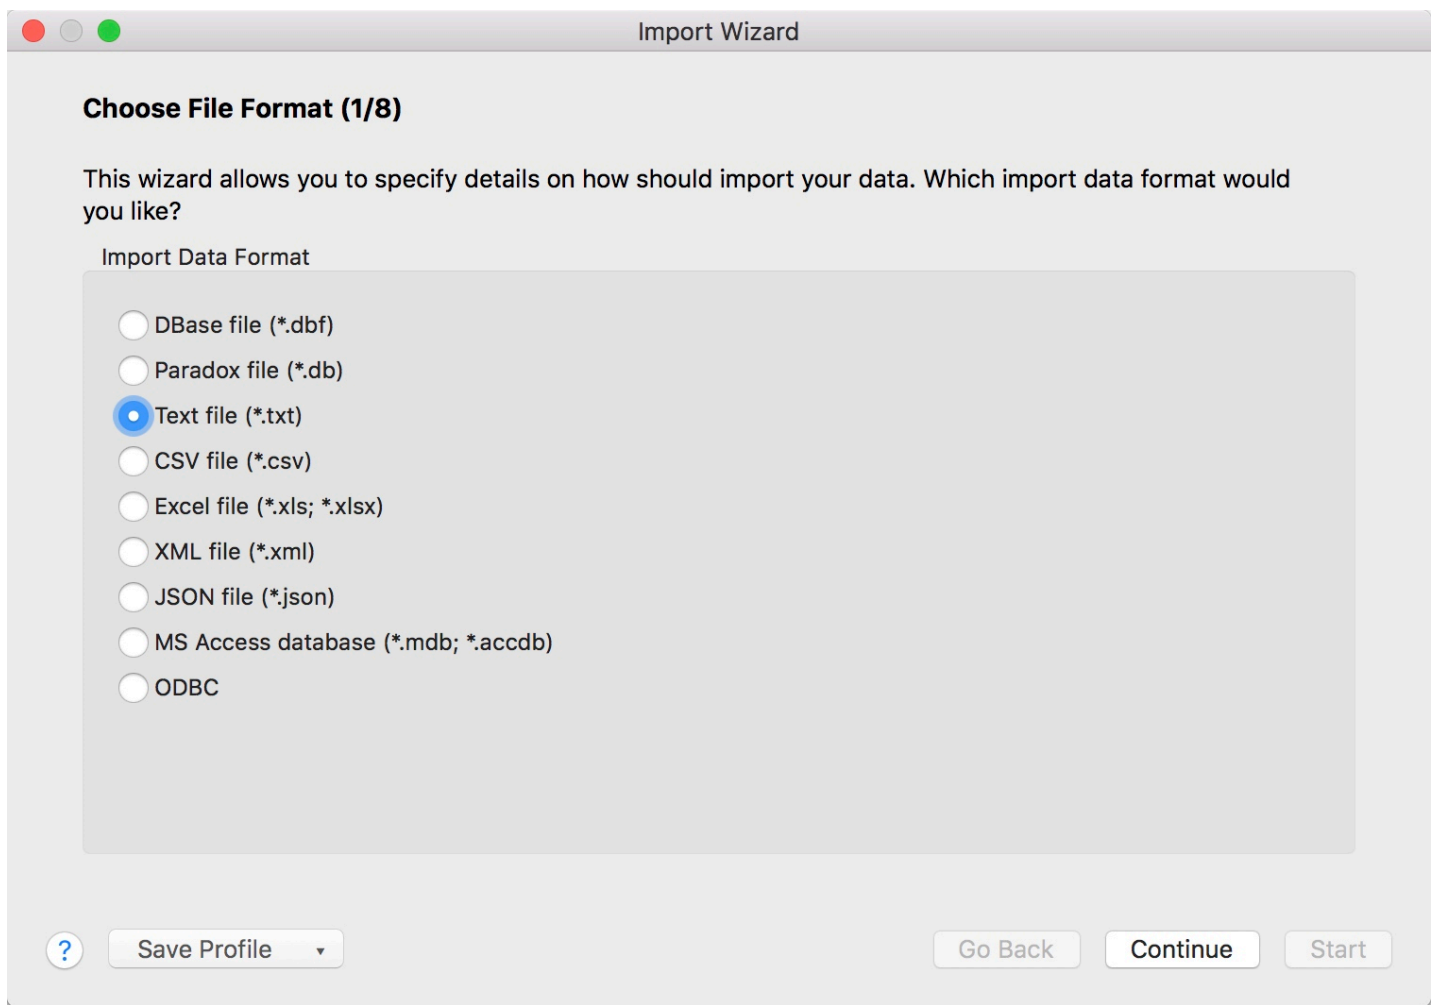 Import Wizard
Choose File Format (1/8)
This wizard allows you to specify details on how should import your data. Which import data format would
you like?
Import Data Format
DBase file (*.dbf)
Paradox file (*.db)
Text file (*.txt)
CSV file (*.csv)
Excel file (*.xls; *.xlsx)
XML file (*.xml)
JSON file (*.json)
MS Access database (*.mdb; *.accdb)
ODBC
? Save Profile Go Back Continue Start